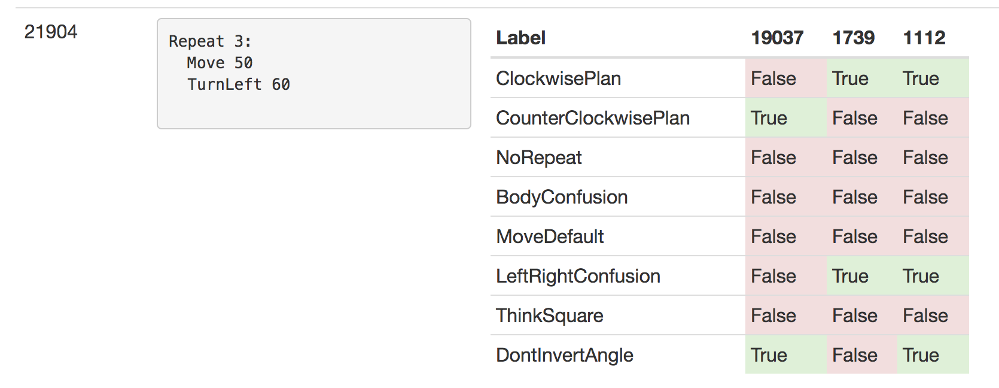 21904
Repeat 3:
Move 50
TurnLeft 60
Label 19037 1739 1112
ClockwisePlan False True True
CounterClockwisePlan True False False
NoRepeat False False False
BodyConfusion False False False
MoveDefault False False False
LeftRightConfusion False True True
ThinkSquare False False False
DontInvertAngle True False True